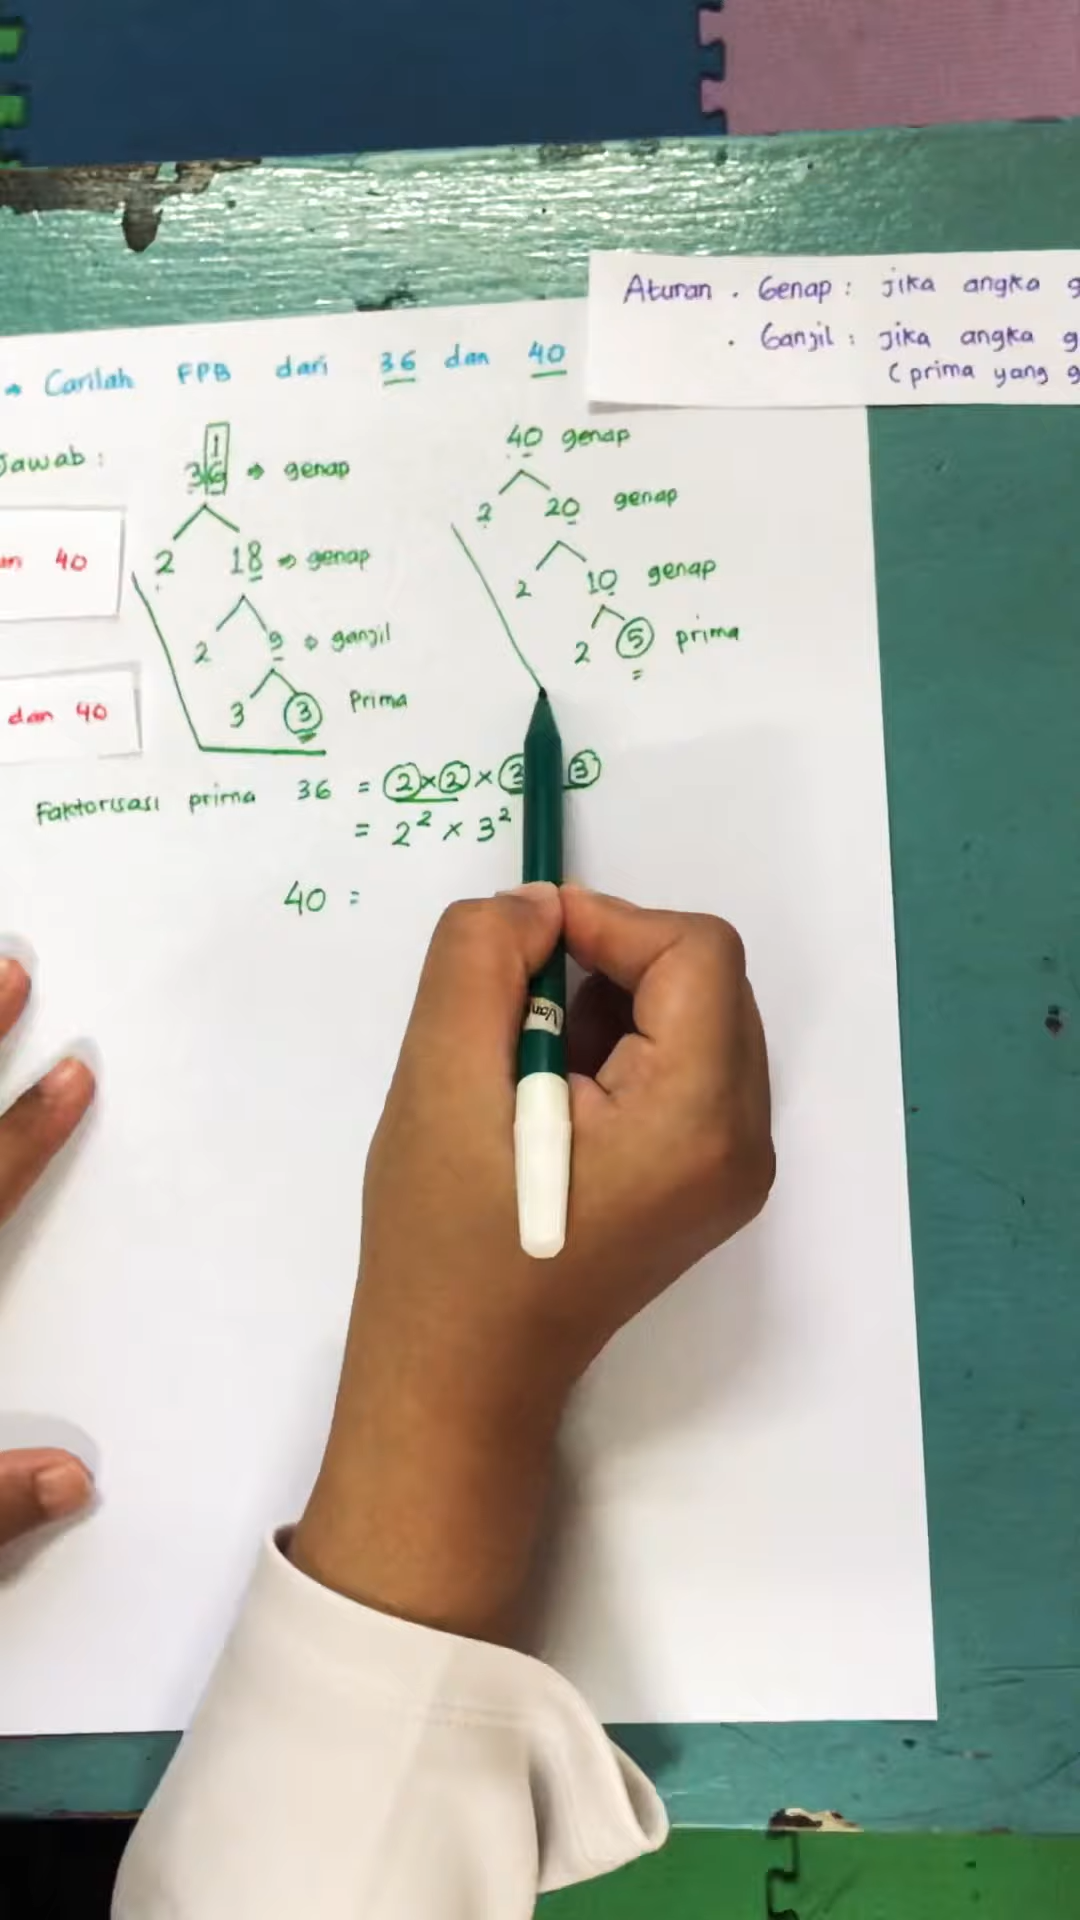 Aturan . Genap : jika angka g
. Ganjil : jika angka g
(prima yang g
→ Carilah FPB dari 36 dan 40
Jawab :
1
36 ⇒ genap
2 18 ⇒ genap
2 9 ⇒ ganjil
3 3 Prima
40 genap
2 20 genap
2 10 genap
2 5 prima
40
dan 40
Faktorisasi prima 36 = 2 × 2 × 3 3
= 2² × 3²
40 =